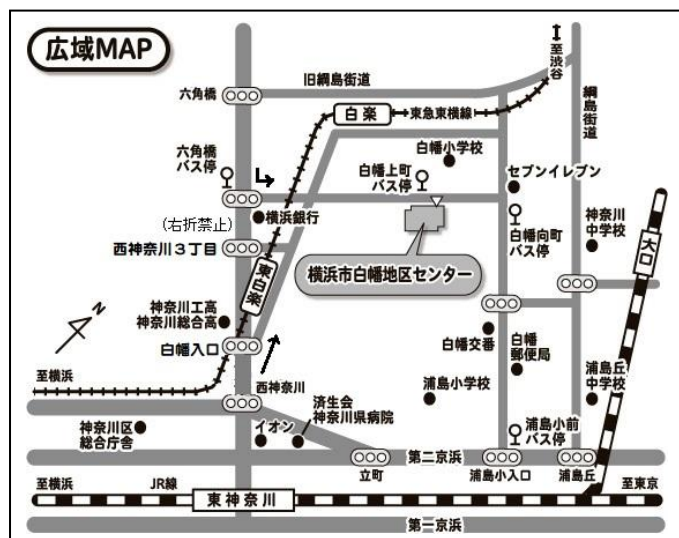 広域MAP
至渋谷
旧綱島街道
六角橋
白楽
東急東横線
綱島街道
白幡小学校
六角橋
バス停
白幡上町
バス停
セブンイレブン
横浜銀行
(右折禁止)
白幡向町
バス停
神奈川
中学校
大口
西神奈川3丁目
横浜市白幡地区センター
東白楽
N
神奈川工高
神奈川総合高
白幡入口
白幡交番
白幡
郵便局
至横浜
西神奈川
浦島小学校
浦島丘
中学校
済生会
神奈川県病院
神奈川区
総合庁舎
イオン
浦島小前
バス停
第二京浜
立町
浦島小入口
浦島丘
至横浜
JR線
東神奈川
至東京
第一京浜